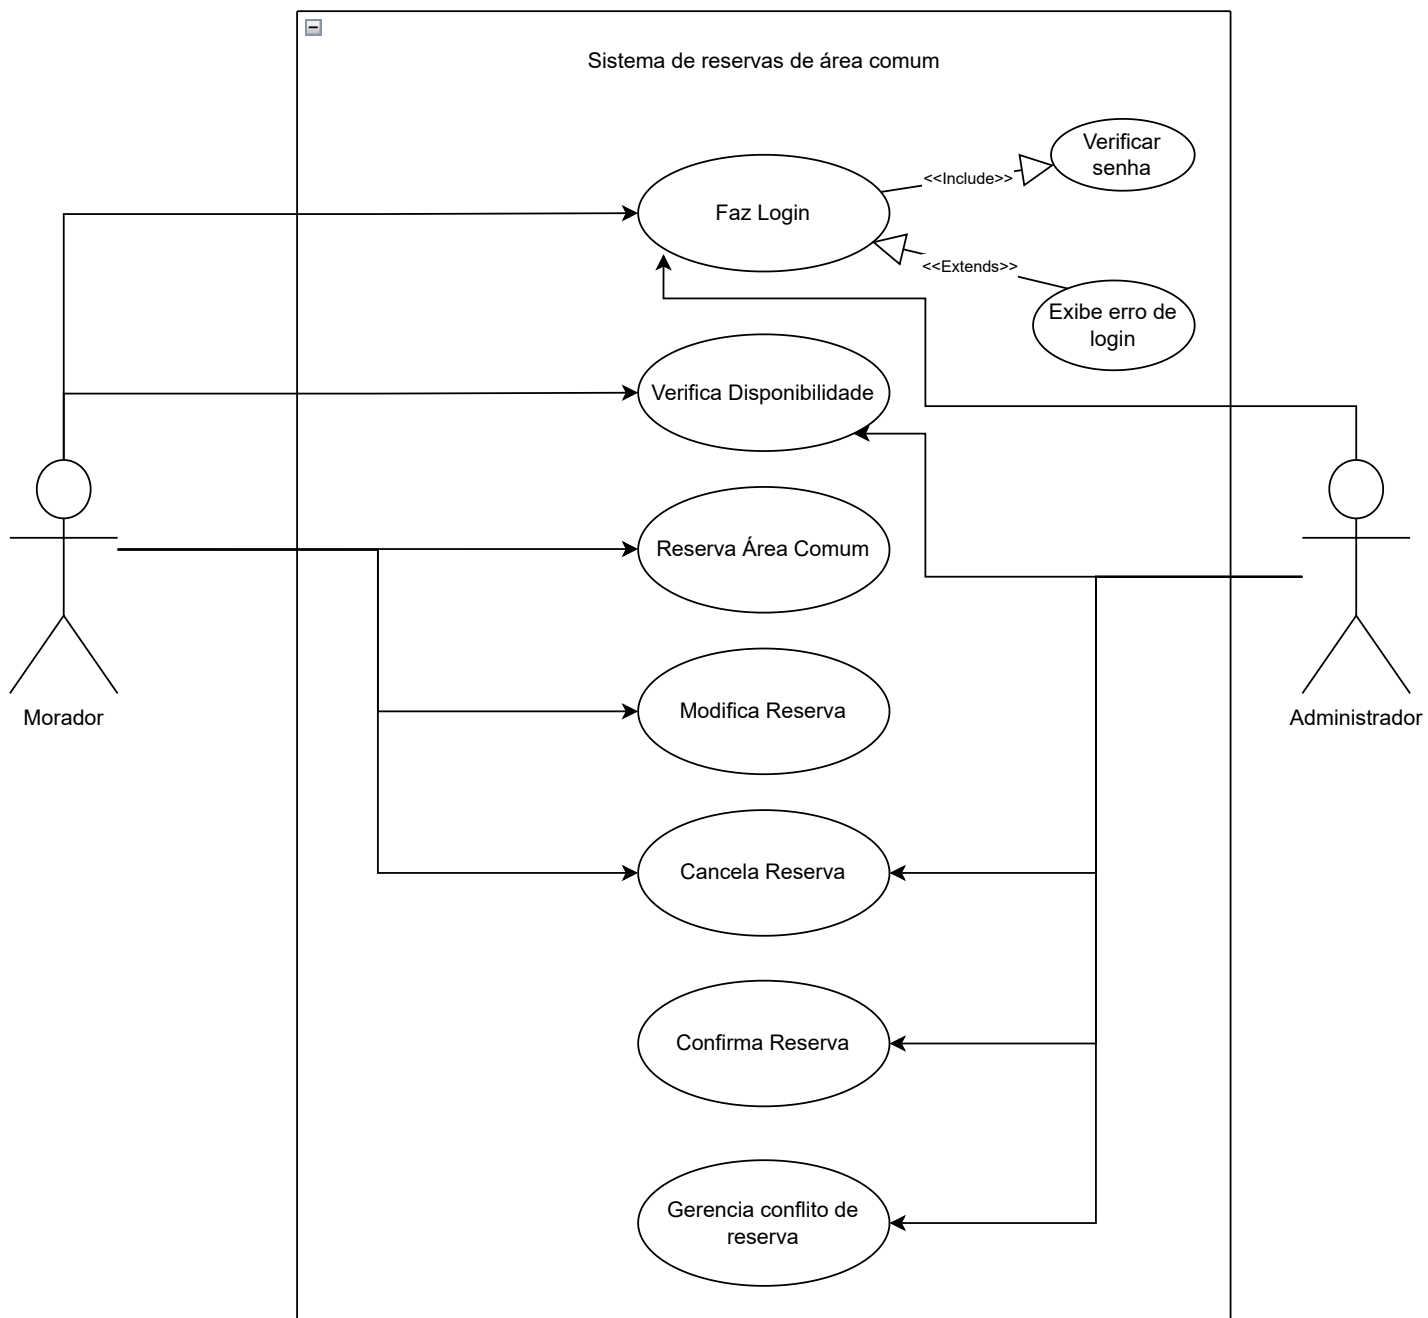 Sistema de reservas de área comum
Verificar
senha
<<Include>>
Faz Login
<<Extends>>
Exibe erro de
login
Verifica Disponibilidade
Reserva Área Comum
Modifica Reserva
Morador
Administrador
Cancela Reserva
Confirma Reserva
Gerencia conflito de
reserva